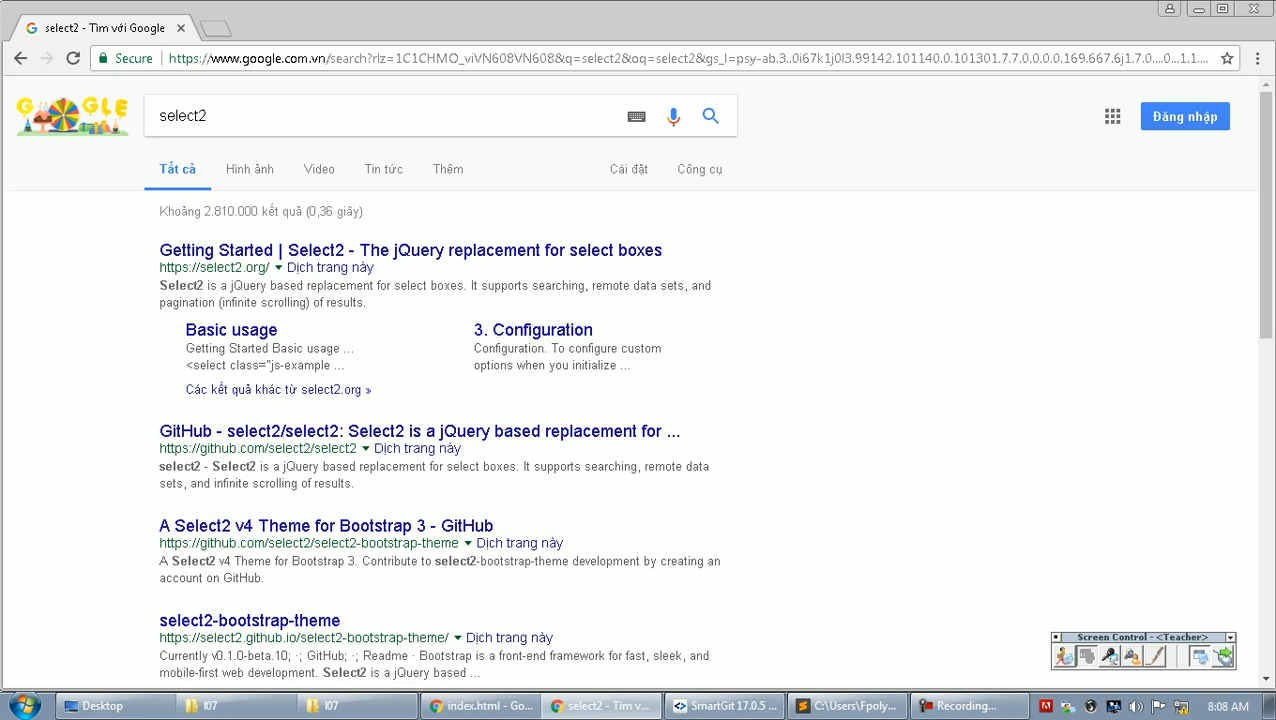 select2 - Tìm với Google
Secure
https://www.google.com.vn/search?rlz=1C1CHMO_viVN608VN608&q=select2&oq=select2&gs_l=psy-ab.3..0i67k1j0l3.99142.101140.0.101301.7.7.0.0.0.0.169.667.6j1.7.0....0...1.1....
select2
Đăng nhập
Tất cả
Hình ảnh
Video
Tin tức
Thêm
Cài đặt
Công cụ
Khoảng 2.810.000 kết quả (0,36 giây)
Getting Started | Select2 - The jQuery replacement for select boxes
https://select2.org/ Dịch trang này
Select2 is a jQuery based replacement for select boxes. It supports searching, remote data sets, and
pagination (infinite scrolling) of results.
Basic usage
Getting Started Basic usage ...
<select class="js-example ...
3. Configuration
Configuration. To configure custom
options when you initialize ...
Các kết quả khác từ select2.org »
GitHub - select2/select2: Select2 is a jQuery based replacement for ...
https://github.com/select2/select2 Dịch trang này
select2 - Select2 is a jQuery based replacement for select boxes. It supports searching, remote data
sets, and infinite scrolling of results.
A Select2 v4 Theme for Bootstrap 3 - GitHub
https://github.com/select2/select2-bootstrap-theme Dịch trang này
A Select2 v4 Theme for Bootstrap 3. Contribute to select2-bootstrap-theme development by creating an
account on GitHub.
select2-bootstrap-theme
https://select2.github.io/select2-bootstrap-theme/ Dịch trang này
Currently v0.1.0-beta.10; ·; GitHub; ·; Readme · Bootstrap is a front-end framework for fast, sleek, and
mobile-first web development. Select2 is a jQuery based ...
Screen Control - <Teacher>
Desktop
l07
l07
index.html - Go...
select2 - Tìm v...
SmartGit 17.0.5 ...
C:\Users\Fpoly...
Recording...
8:08 AM